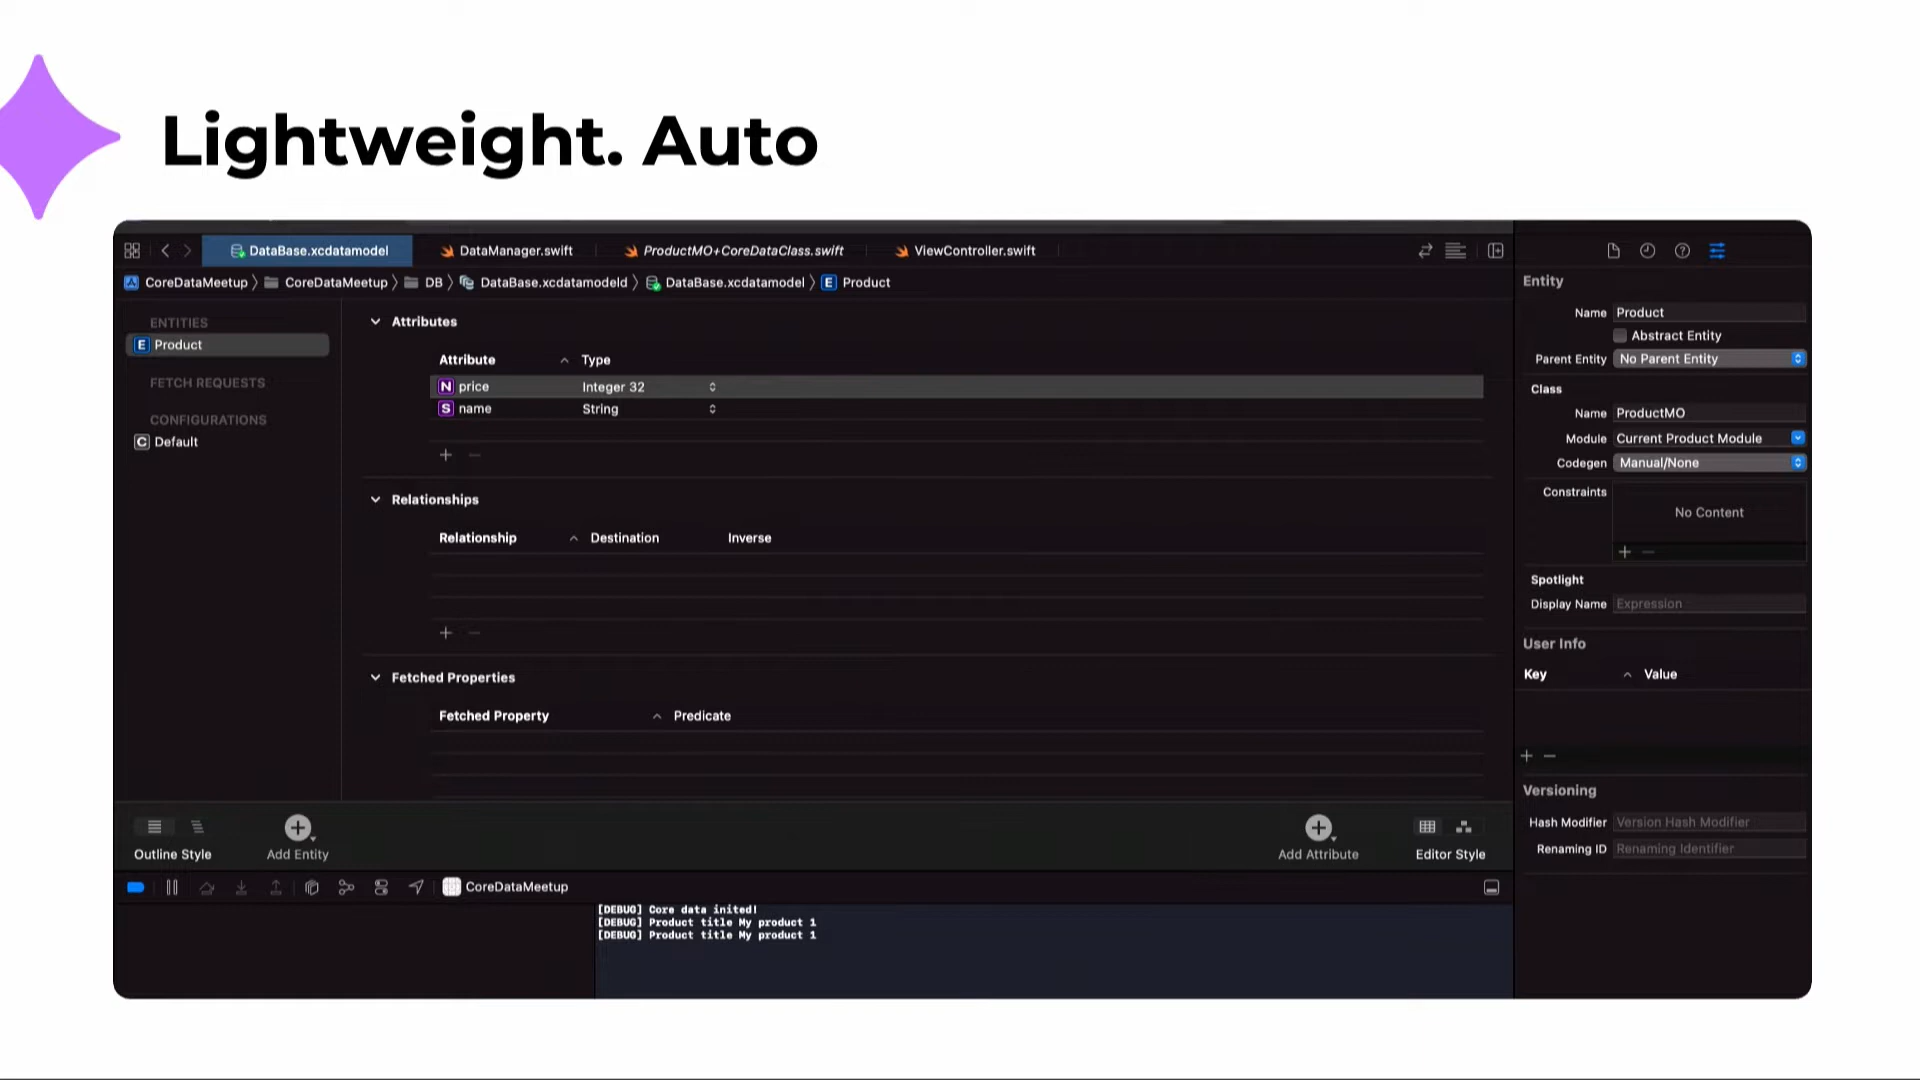 Lightweight. Auto
DataBase.xcdatamodel
DataManager.swift
ProductMO+CoreDataClass.swift
ViewController.swift
CoreDataMeetup
CoreDataMeetup
DB
DataBase.xcdatamodeld
DataBase.xcdatamodel
E Product
ENTITIES
E Product
FETCH REQUESTS
CONFIGURATIONS
C Default
Attributes
Attribute Type
N price Integer 32
S name String
Relationships
Relationship Destination Inverse
Fetched Properties
Fetched Property Predicate
Outline Style
Add Entity
Add Attribute
Editor Style
Entity
Name Product
Abstract Entity
Parent Entity No Parent Entity
Class
Name ProductMO
Module Current Product Module
Codegen Manual/None
Constraints
No Content
Spotlight
Display Name Expression
User Info
Key Value
Versioning
Hash Modifier Version Hash Modifier
Renaming ID Renaming Identifier
CoreDataMeetup
[DEBUG] Core data inited!
[DEBUG] Product title My product 1
[DEBUG] Product title My product 1